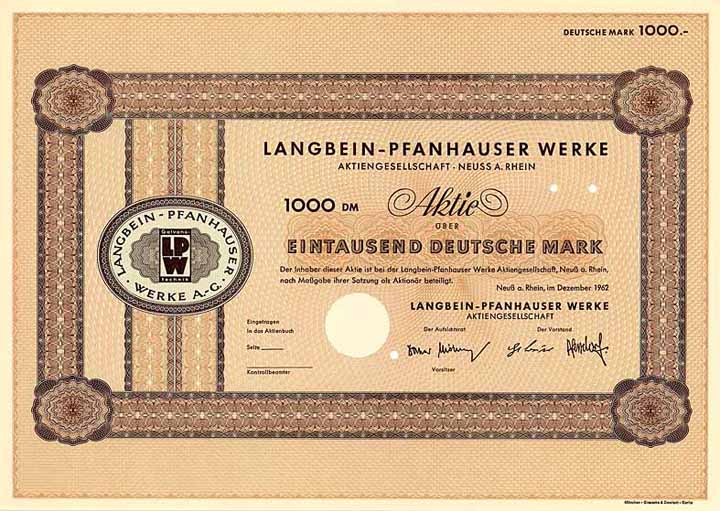 DEUTSCHE MARK 1000.-
LANGBEIN-PFANHAUSER WERKE
AKTIENGESELLSCHAFT · NEUSS A. RHEIN
1000 DM Aktie
ÜBER
EINTAUSEND DEUTSCHE MARK
Der Inhaber dieser Aktie ist bei der Langbein-Pfanhauser Werke Aktiengesellschaft, Neuß a. Rhein,
nach Maßgabe ihrer Satzung als Aktionär beteiligt.
Neuß a. Rhein, im Dezember 1962
LANGBEIN-PFANHAUSER WERKE
AKTIENGESELLSCHAFT
Der Aufsichtsrat
Der Vorstand
Vorsitzer
Eingetragen
in das Aktienbuch
Seite
Kontrollbeamter
LANGBEIN-PFANHAUSER
WERKE A.-G.
Galvano
LP
W
technik